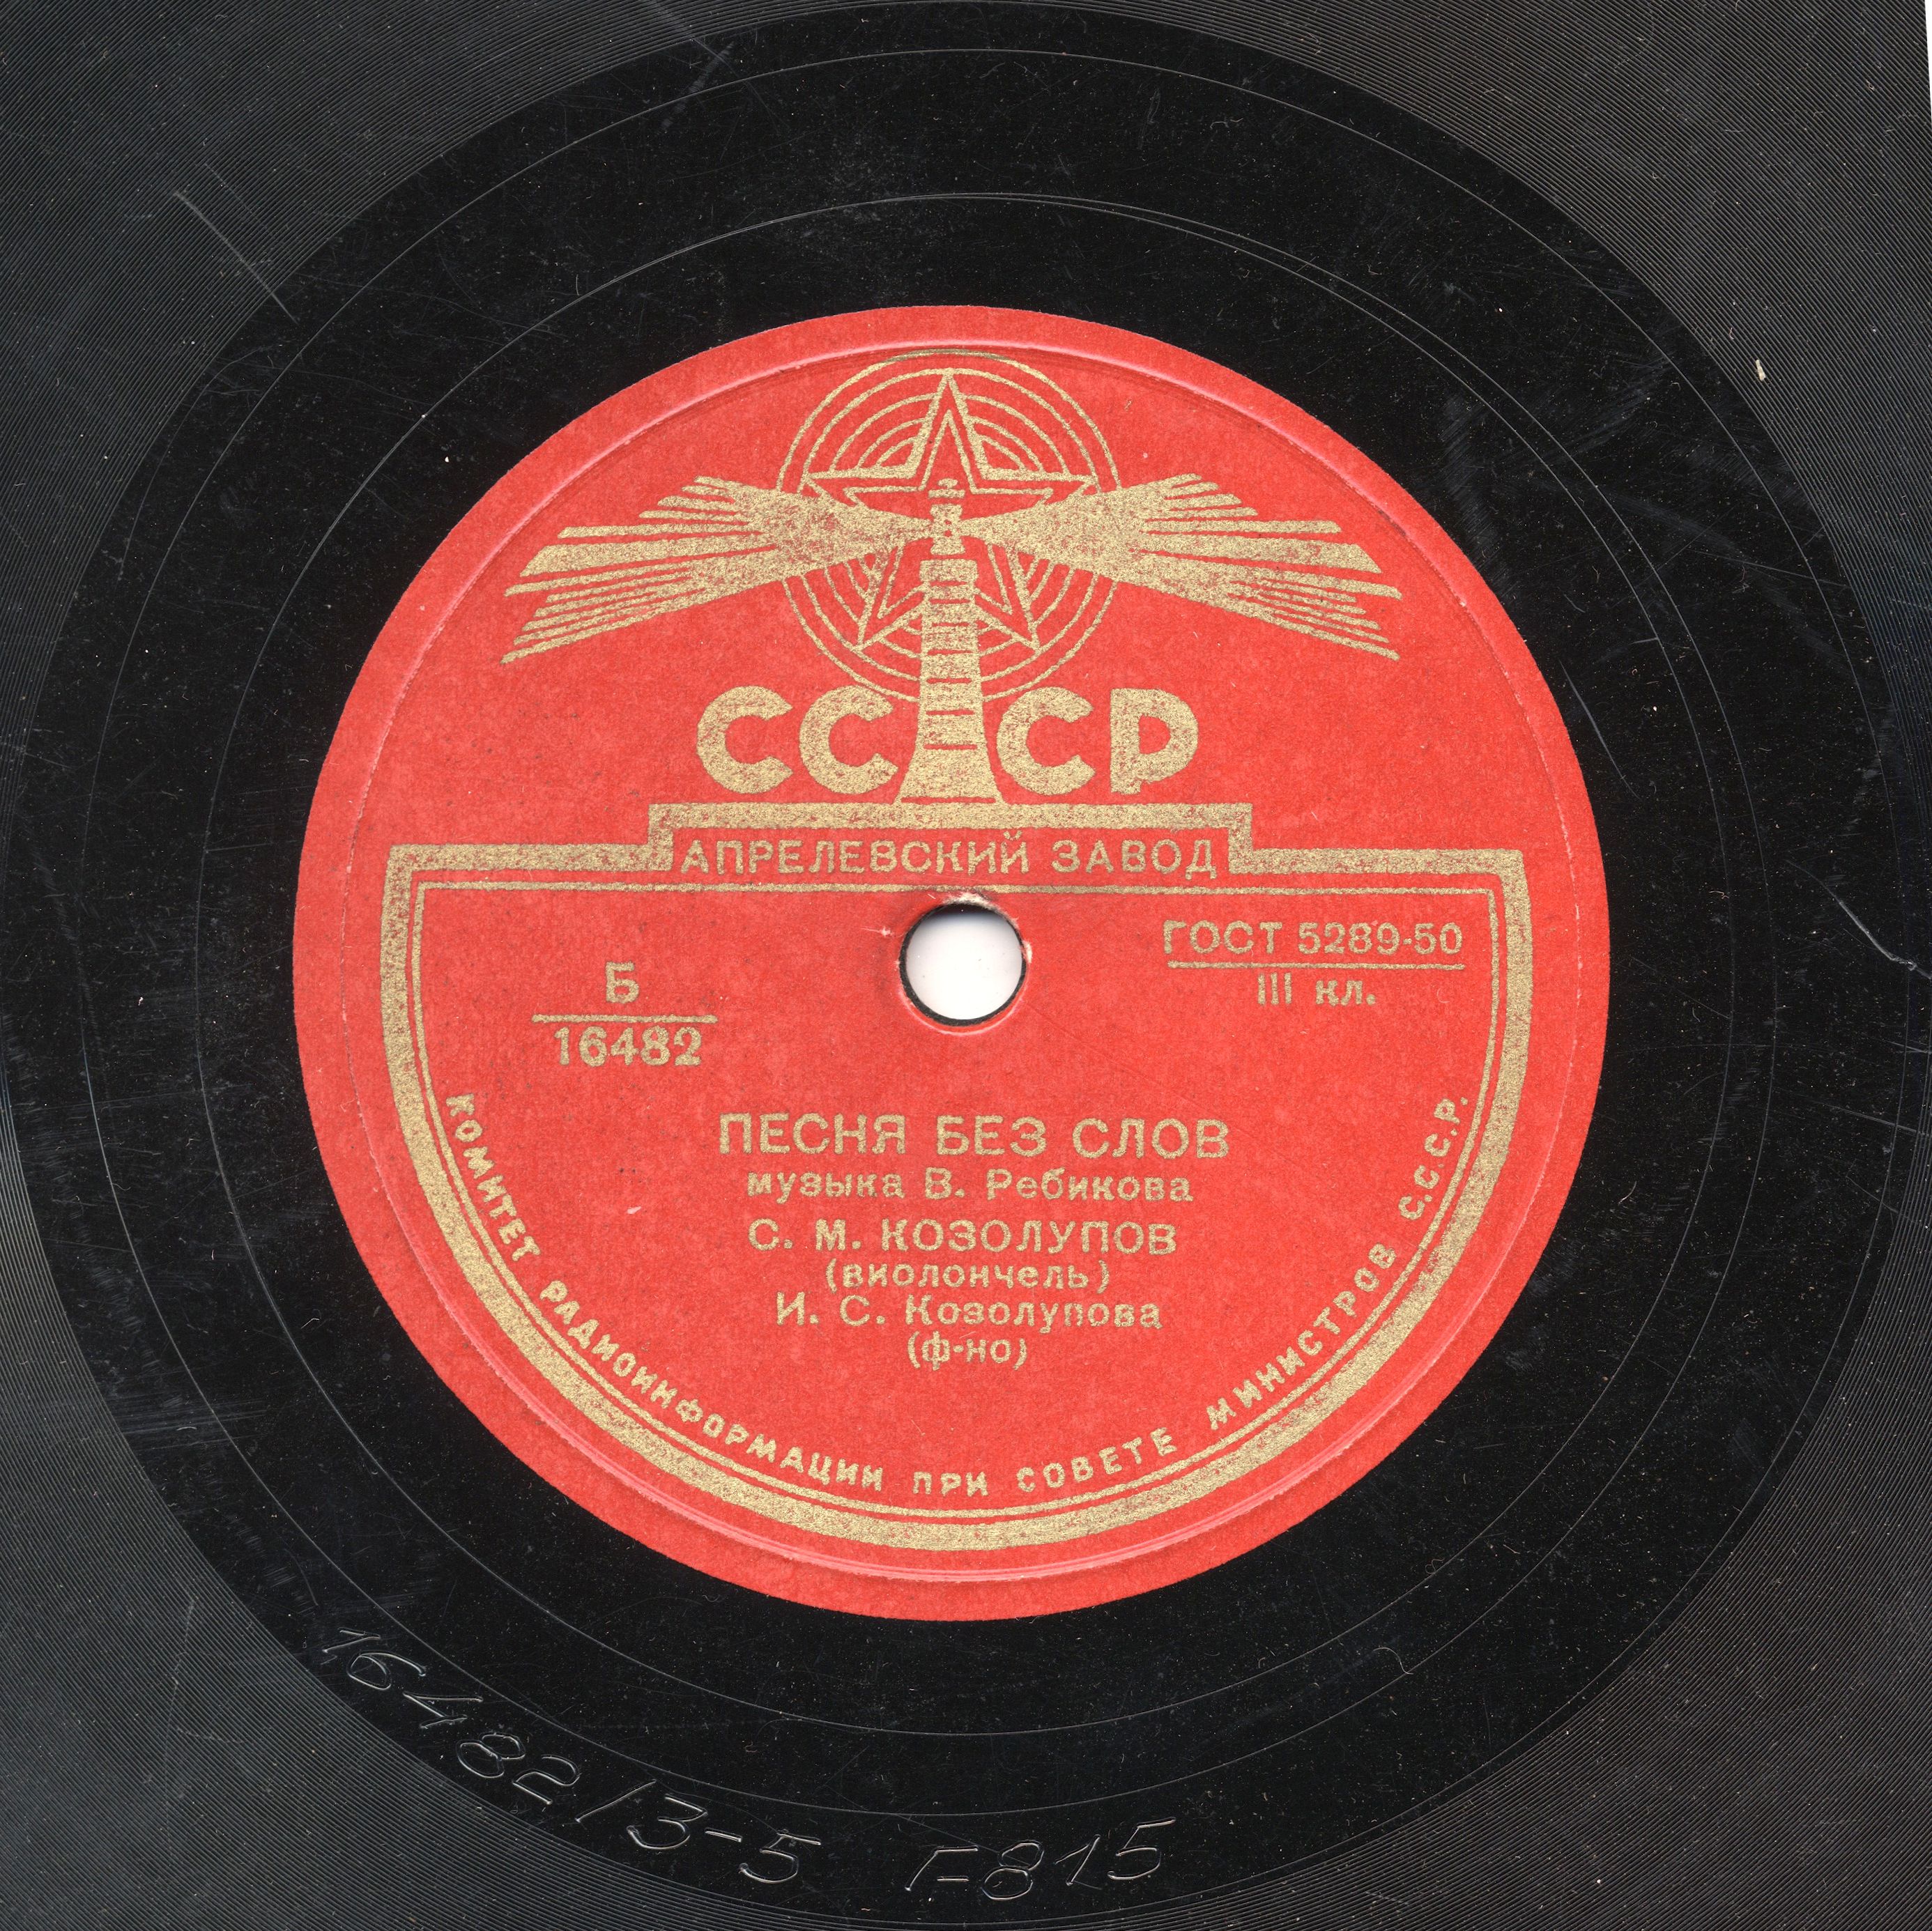 СССР
АПРЕЛЕВСКИЙ ЗАВОД
ГОСТ 5289-50
III кл.
Б
16482
ПЕСНЯ БЕЗ СЛОВ
музыка В. Ребикова
С. М. КОЗОЛУПОВ
(виолончель)
И. С. Козолупова
(ф-но)
КОМИТЕТ РАДИОИНФОРМАЦИИ ПРИ СОВЕТЕ МИНИСТРОВ С.С.С.Р.
16482/3-5 Г-815